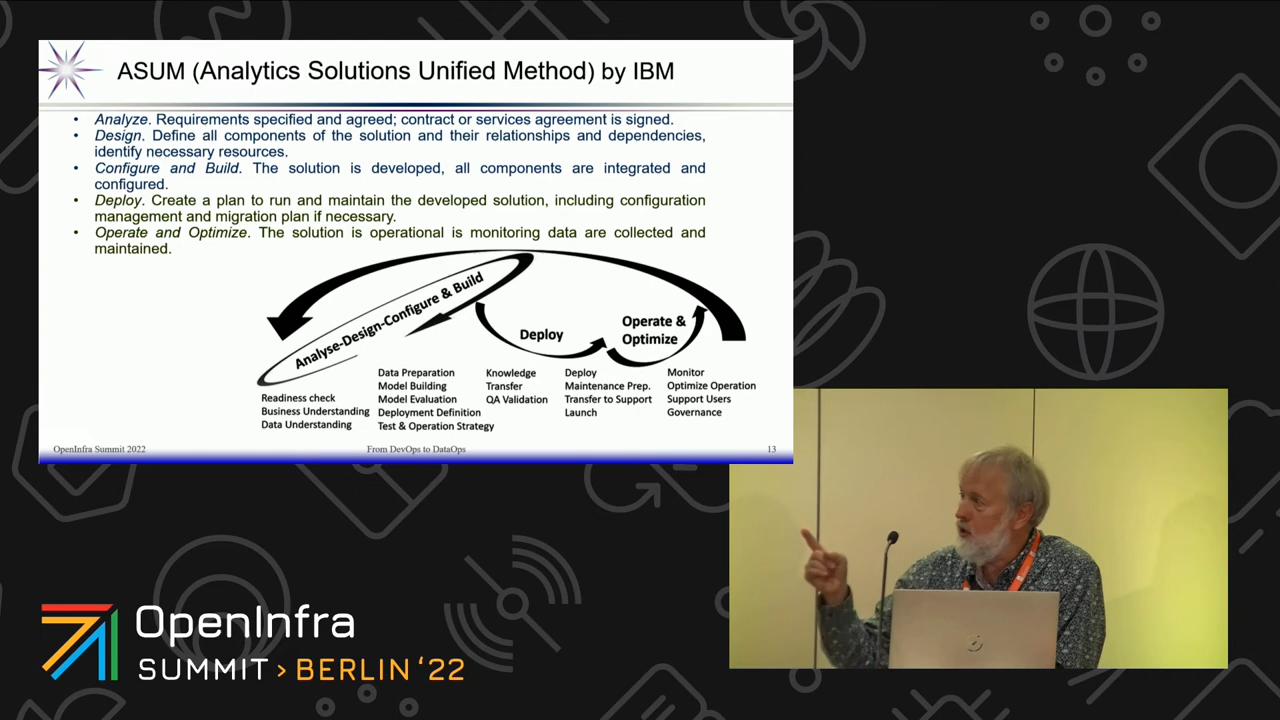 ASUM (Analytics Solutions Unified Method) by IBM
• Analyze. Requirements specified and agreed; contract or services agreement is signed.
• Design. Define all components of the solution and their relationships and dependencies,
identify necessary resources.
• Configure and Build. The solution is developed, all components are integrated and
configured.
• Deploy. Create a plan to run and maintain the developed solution, including configuration
management and migration plan if necessary.
• Operate and Optimize. The solution is operational is monitoring data are collected and
maintained.
Analyse-Design-Configure & Build
Deploy
Operate &
Optimize
Readiness check
Business Understanding
Data Understanding
Data Preparation
Model Building
Model Evaluation
Deployment Definition
Test & Operation Strategy
Knowledge
Transfer
QA Validation
Deploy
Maintenance Prep.
Transfer to Support
Launch
Monitor
Optimize Operation
Support Users
Governance
OpenInfra Summit 2022
From DevOps to DataOps
13
OpenInfra
SUMMIT > BERLIN ‘22